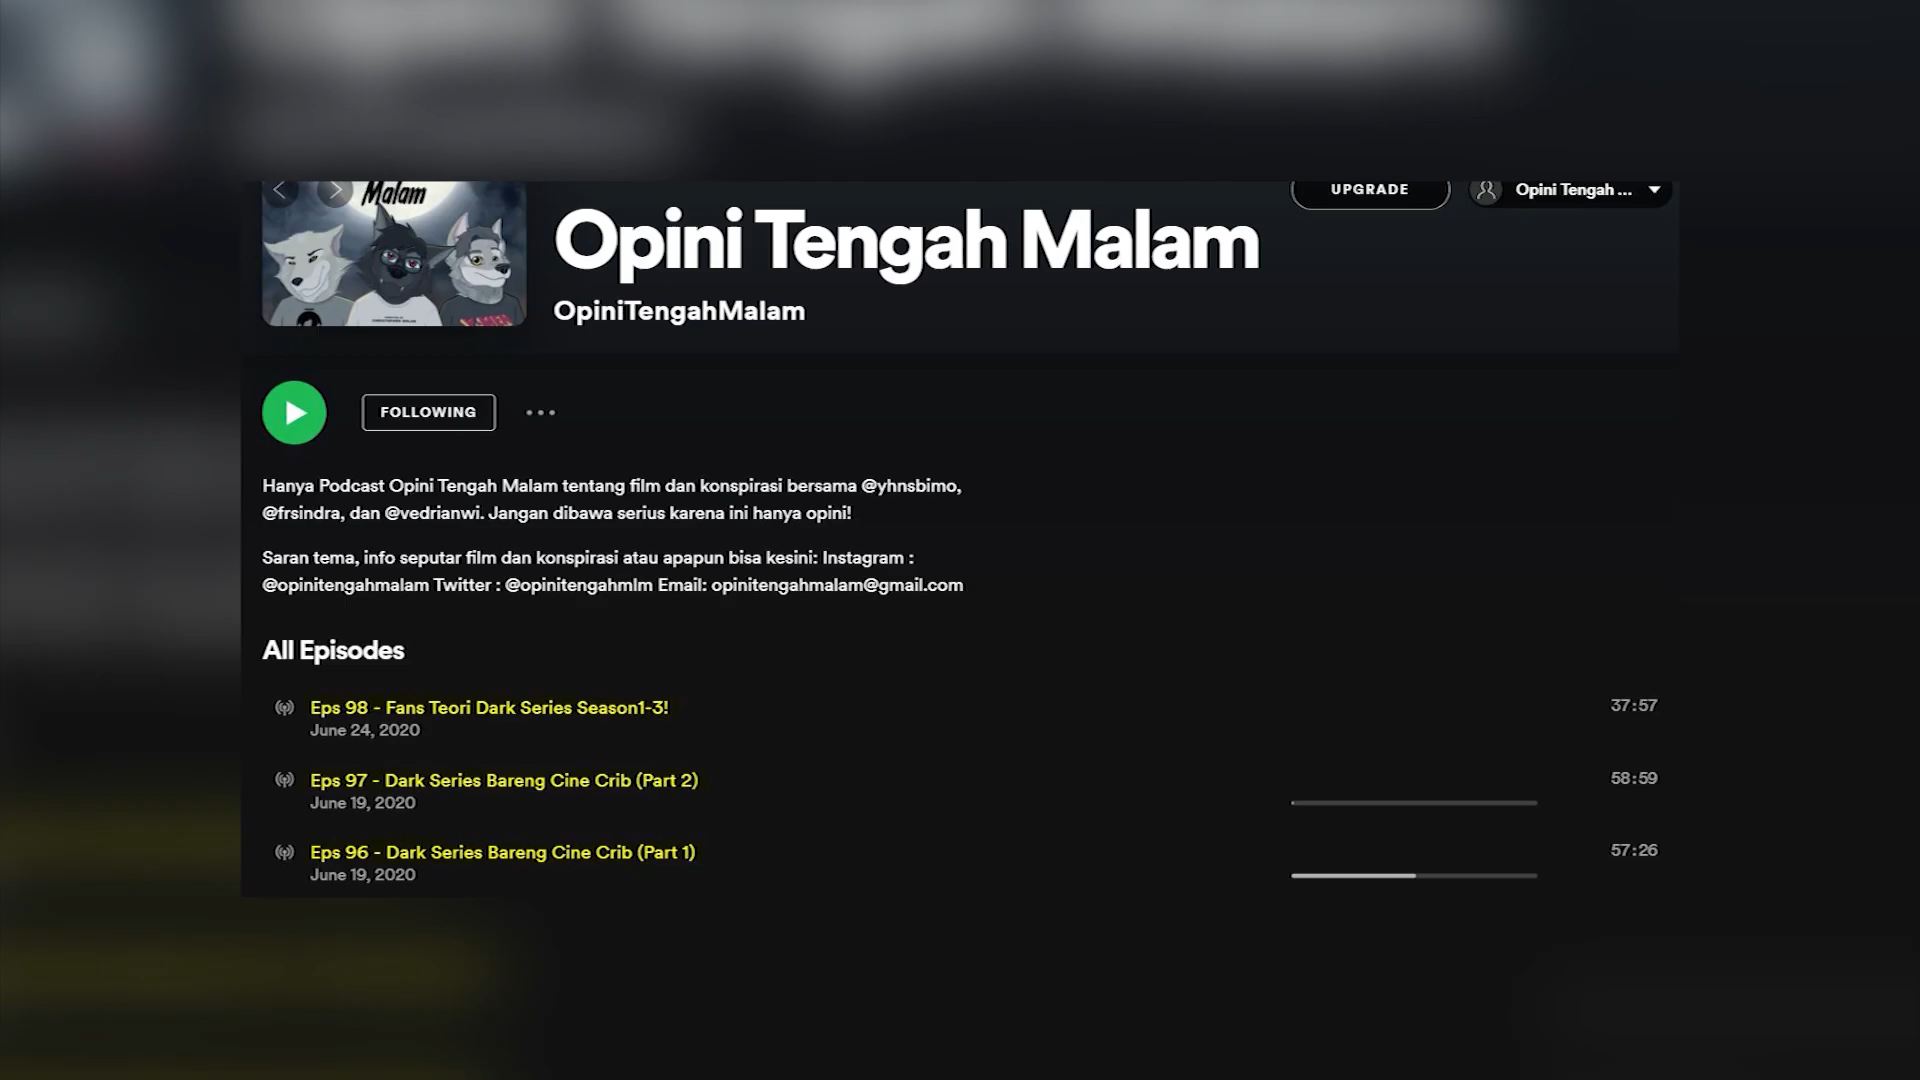 Malam
UPGRADE
Opini Tengah ...
Opini Tengah Malam
OpiniTengahMalam
FOLLOWING
Hanya Podcast Opini Tengah Malam tentang film dan konspirasi bersama @yhnsbimo,
@frsindra, dan @vedrianwi. Jangan dibawa serius karena ini hanya opini!
Saran tema, info seputar film dan konspirasi atau apapun bisa kesini: Instagram :
@opinitengahmalam Twitter : @opinitengahmlm Email: opinitengahmalam@gmail.com
All Episodes
Eps 98 - Fans Teori Dark Series Season1-3!
37:57
June 24, 2020
Eps 97 - Dark Series Bareng Cine Crib (Part 2)
58:59
June 19, 2020
Eps 96 - Dark Series Bareng Cine Crib (Part 1)
57:26
June 19, 2020